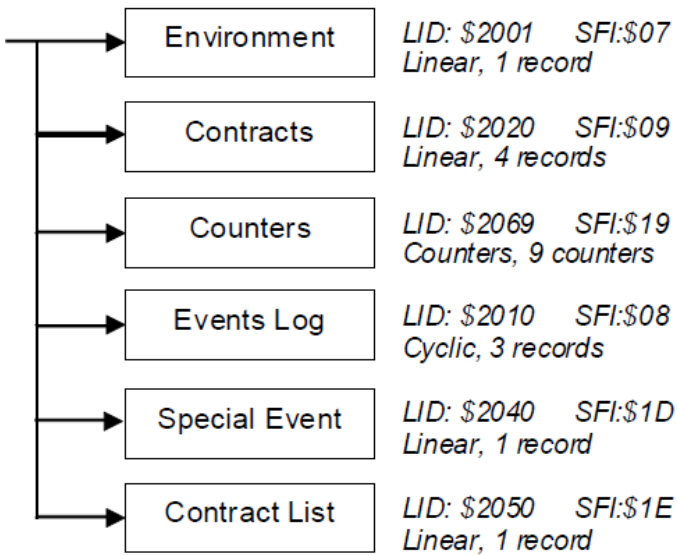 Environment
LID: $2001 SFI:$07
Linear, 1 record
Contracts
LID: $2020 SFI:$09
Linear, 4 records
Counters
LID: $2069 SFI:$19
Counters, 9 counters
Events Log
LID: $2010 SFI:$08
Cyclic, 3 records
Special Event
LID: $2040 SFI:$1D
Linear, 1 record
Contract List
LID: $2050 SFI:$1E
Linear, 1 record